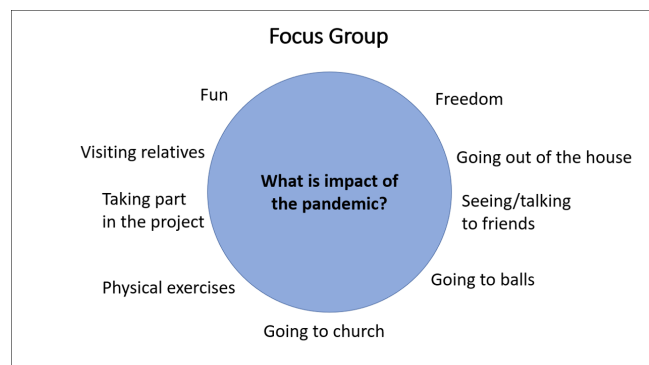 Focus Group
Fun
Freedom
Visiting relatives
Going out of the house
What is impact of
the pandemic?
Taking part
in the project
Seeing/talking
to friends
Physical exercises
Going to balls
Going to church